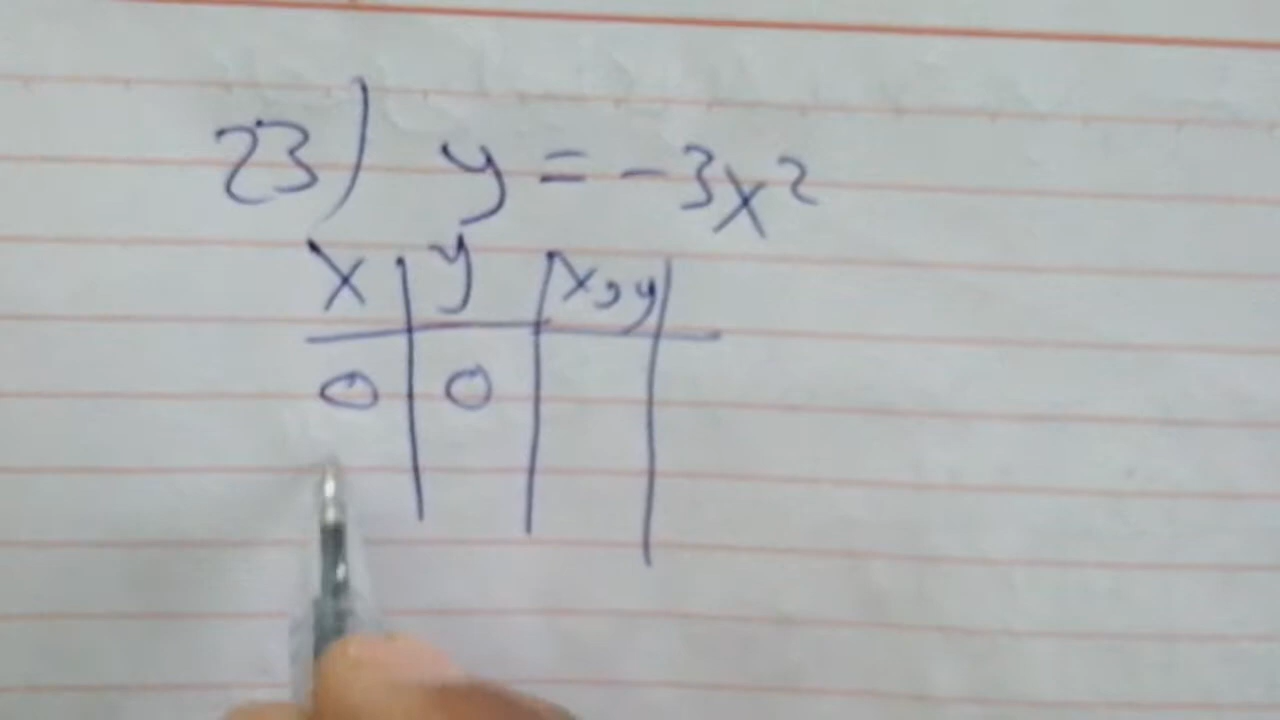 23) y = -3x²
x | y | x,y
0 | 0 |